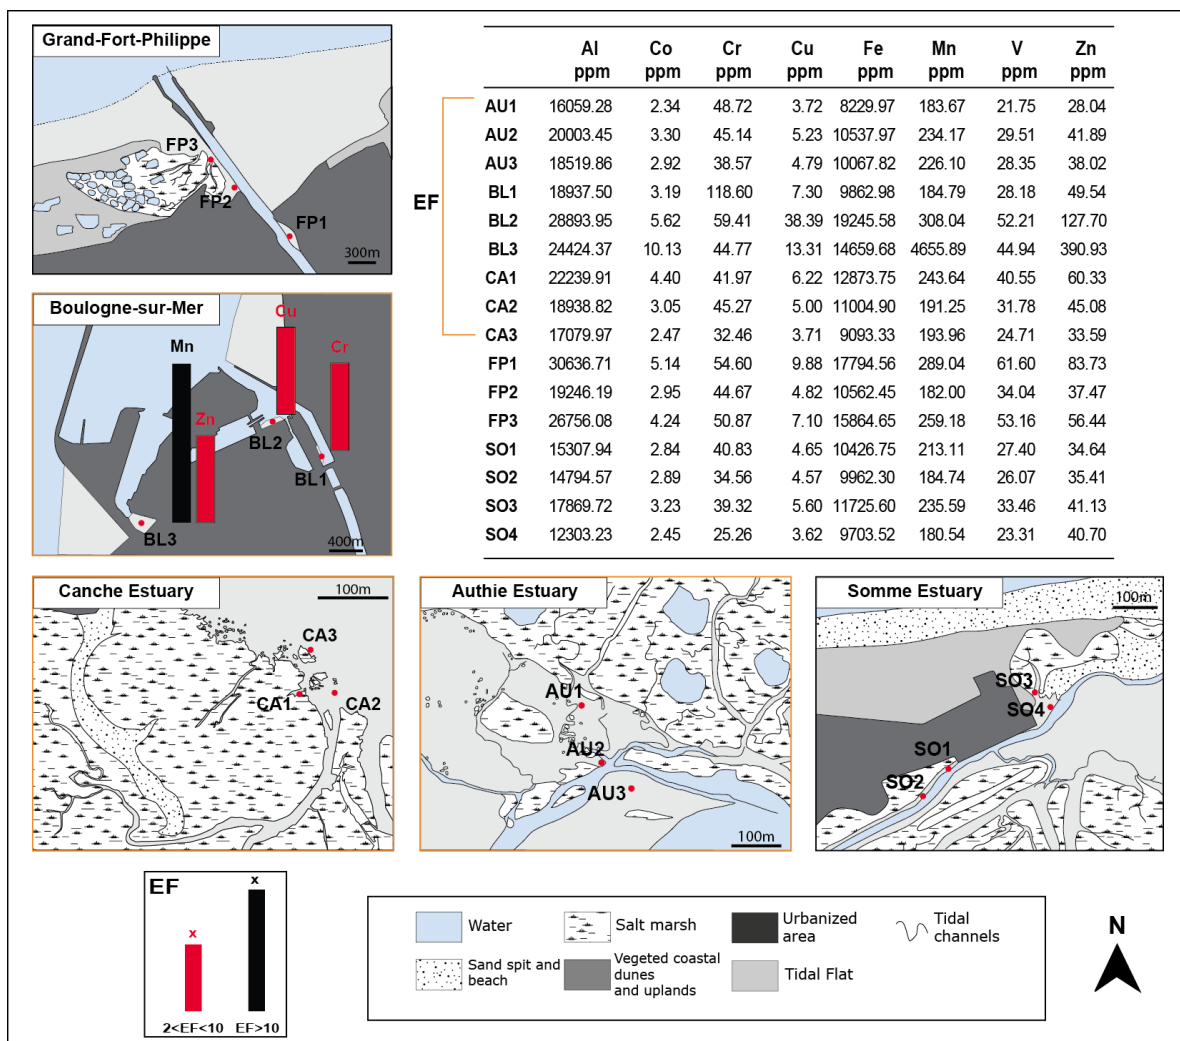 Grand-Fort-Philippe
FP3
FP2
FP1
300m
Al Co Cr Cu Fe Mn V Zn
ppm ppm ppm ppm ppm ppm ppm ppm
EF
AU1 16059.28 2.34 48.72 3.72 8229.97 183.67 21.75 28.04
AU2 20003.45 3.30 45.14 5.23 10537.97 234.17 29.51 41.89
AU3 18519.86 2.92 38.57 4.79 10067.82 226.10 28.35 38.02
BL1 18937.50 3.19 118.60 7.30 9862.98 184.79 28.18 49.54
BL2 28893.95 5.62 59.41 38.39 19245.58 308.04 52.21 127.70
BL3 24424.37 10.13 44.77 13.31 14659.68 4655.89 44.94 390.93
CA1 22239.91 4.40 41.97 6.22 12873.75 243.64 40.55 60.33
CA2 18938.82 3.05 45.27 5.00 11004.90 191.25 31.78 45.08
CA3 17079.97 2.47 32.46 3.71 9093.33 193.96 24.71 33.59
FP1 30636.71 5.14 54.60 9.88 17794.56 289.04 61.60 83.73
FP2 19246.19 2.95 44.67 4.82 10562.45 182.00 34.04 37.47
FP3 26756.08 4.24 50.87 7.10 15864.65 259.18 53.16 56.44
SO1 15307.94 2.84 40.83 4.65 10426.75 213.11 27.40 34.64
SO2 14794.57 2.89 34.56 4.57 9962.30 184.74 26.07 35.41
SO3 17869.72 3.23 39.32 5.60 11725.60 235.59 33.46 41.13
SO4 12303.23 2.45 25.26 3.62 9703.52 180.54 23.31 40.70
Boulogne-sur-Mer
Cu
Mn
Cr
Zn
BL2
BL1
BL3
400m
Canche Estuary
100m
CA3
CA1
CA2
Authie Estuary
AU1
AU2
AU3
100m
Somme Estuary
100m
SO3
SO4
SO1
SO2
EF
x
x
2<EF<10 EF>10
Water
Salt marsh
Urbanized
area
Tidal
channels
Sand spit and
beach
Vegeted coastal
dunes
and uplands
Tidal Flat
N